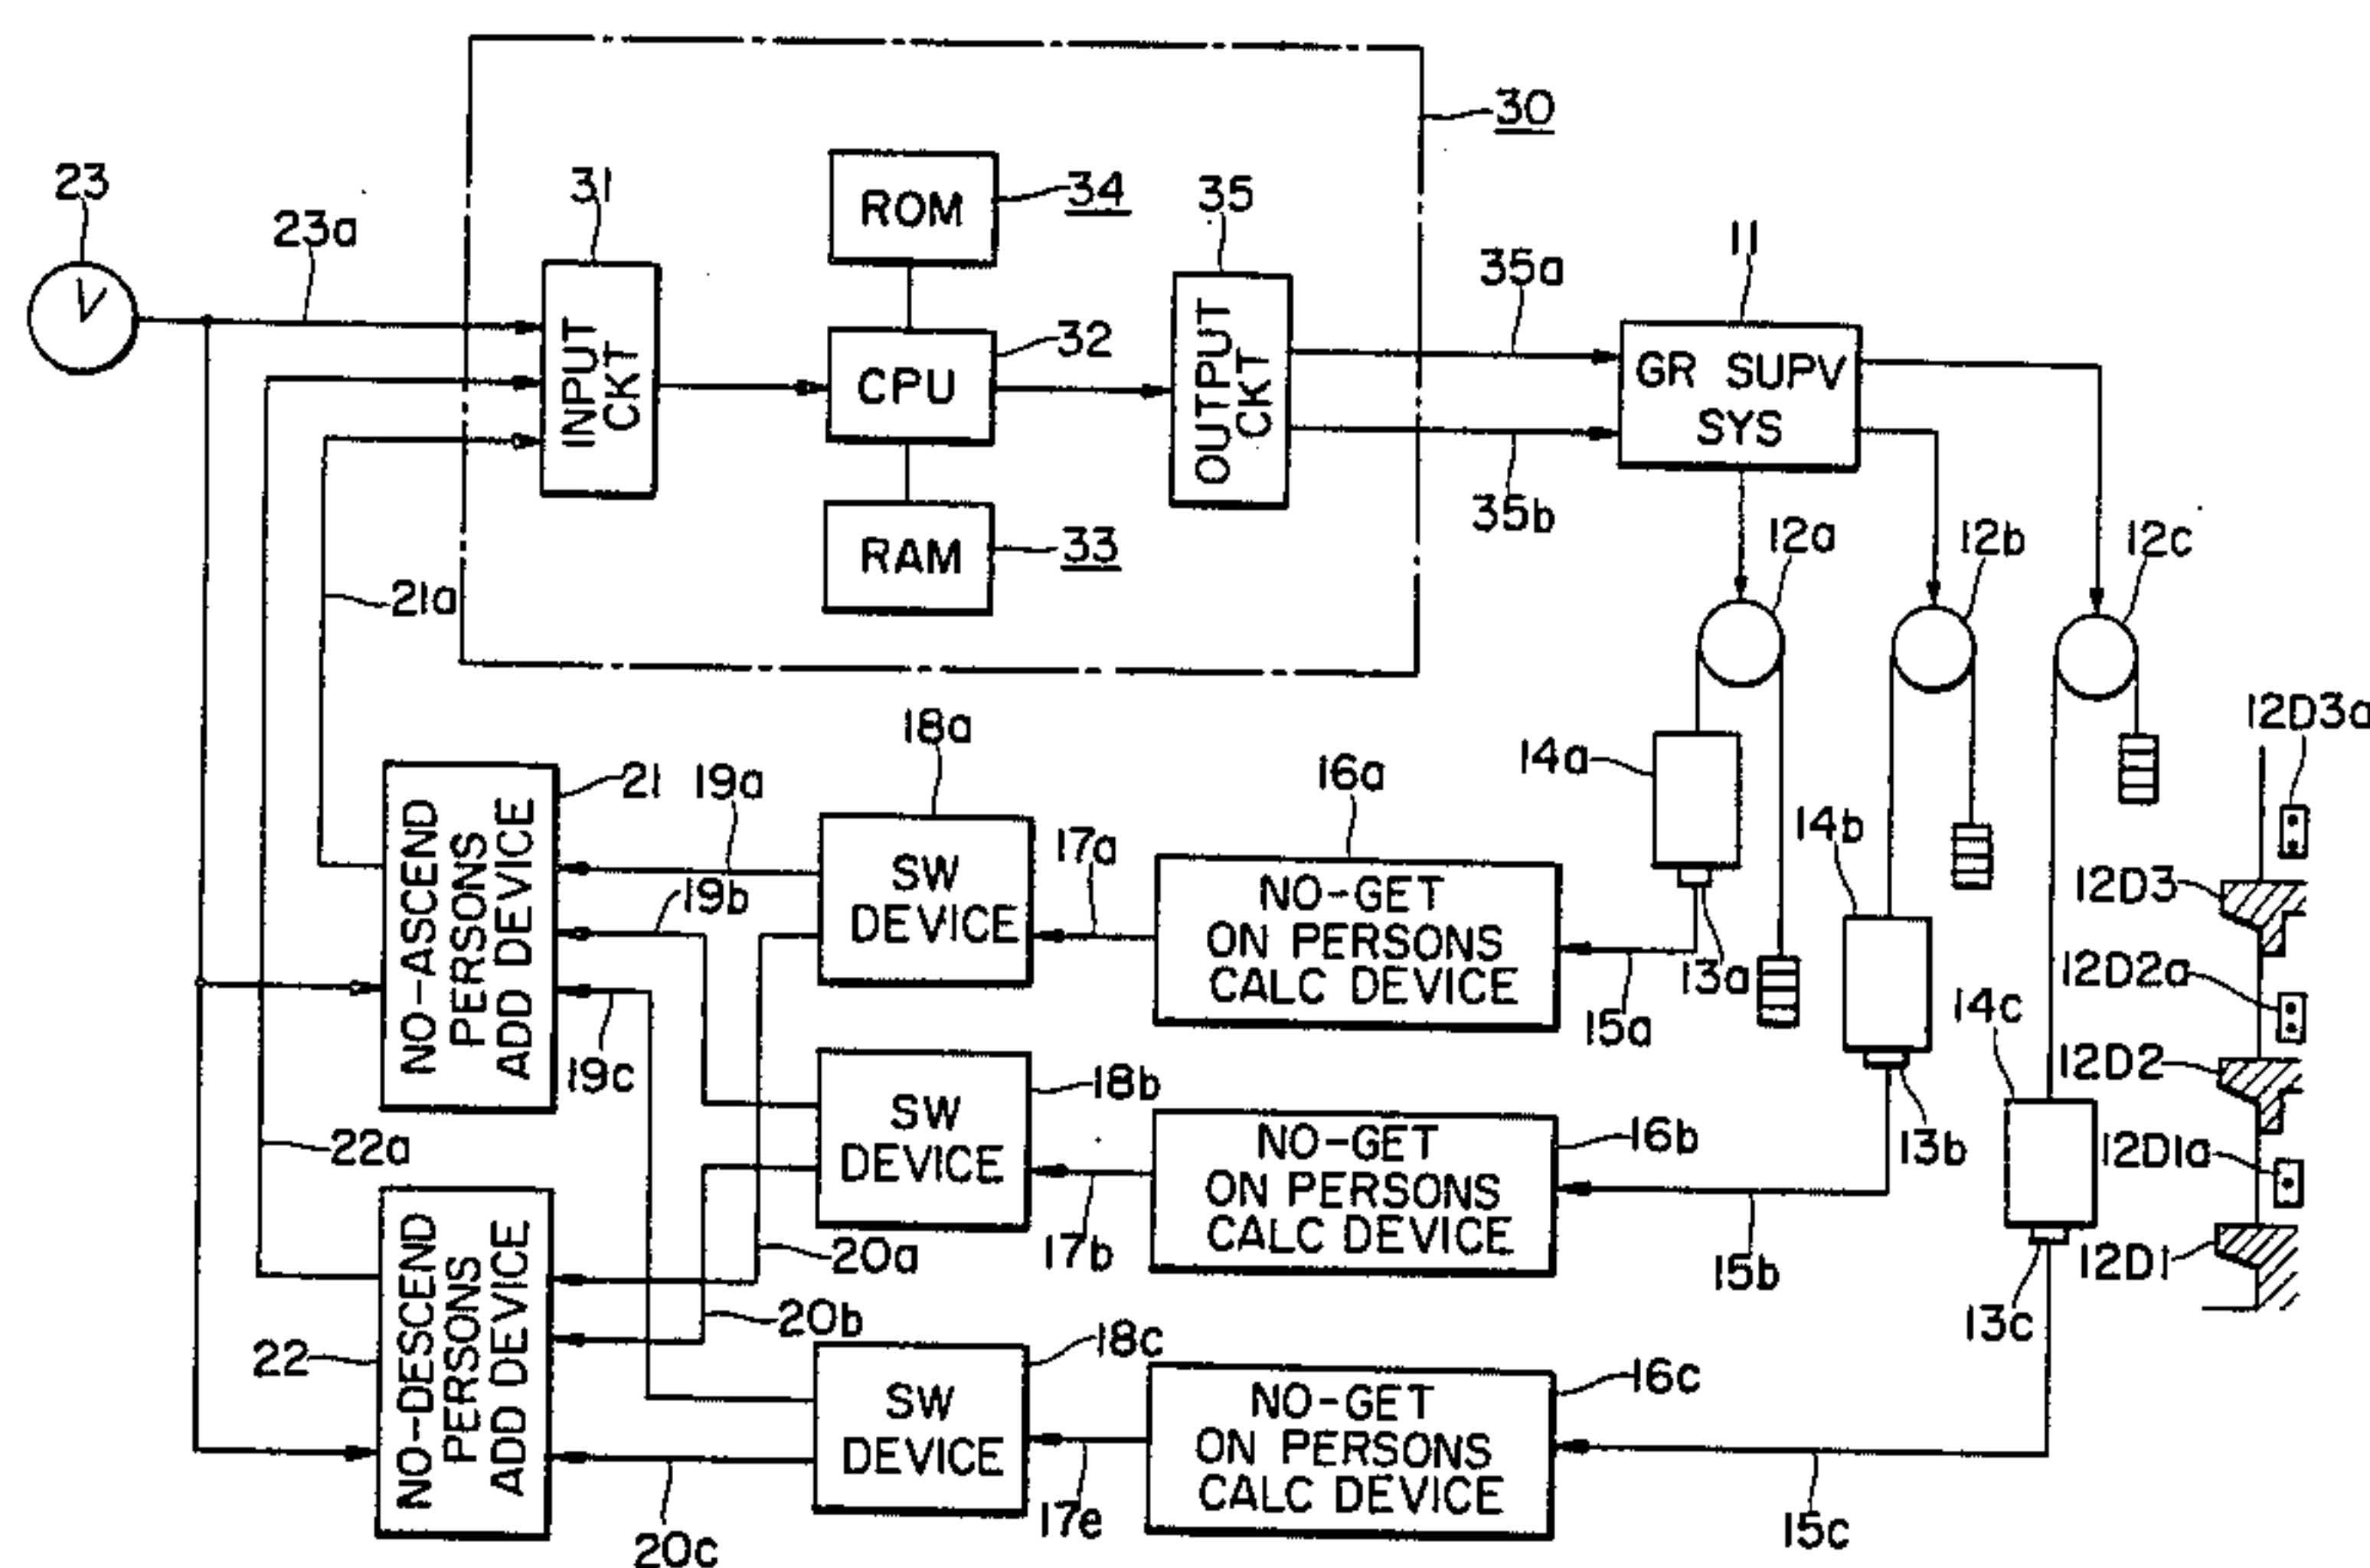 30
23
23a
31
ROM
34
35
35a
11
INPUT
CKT
CPU
32
OUTPUT
CKT
GR SUPV
SYS
35b
RAM
33
21a
12a
12b
12c
12D3a
18a
14a
21
19a
16a
14b
NO-ASCEND
PERSONS
ADD DEVICE
SW
DEVICE
17a
NO-GET
ON PERSONS
CALC DEVICE
12D3
19b
13a
12D2a
15a
14c
19c
18b
12D2
22a
SW
DEVICE
NO-GET
ON PERSONS
CALC DEVICE
16b
13b
12D1a
20a
17b
15b
12D1
NO-DESCEND
PERSONS
ADD DEVICE
20b
13c
22
18c
SW
DEVICE
NO-GET
ON PERSONS
CALC DEVICE
16c
20c
17e
15c